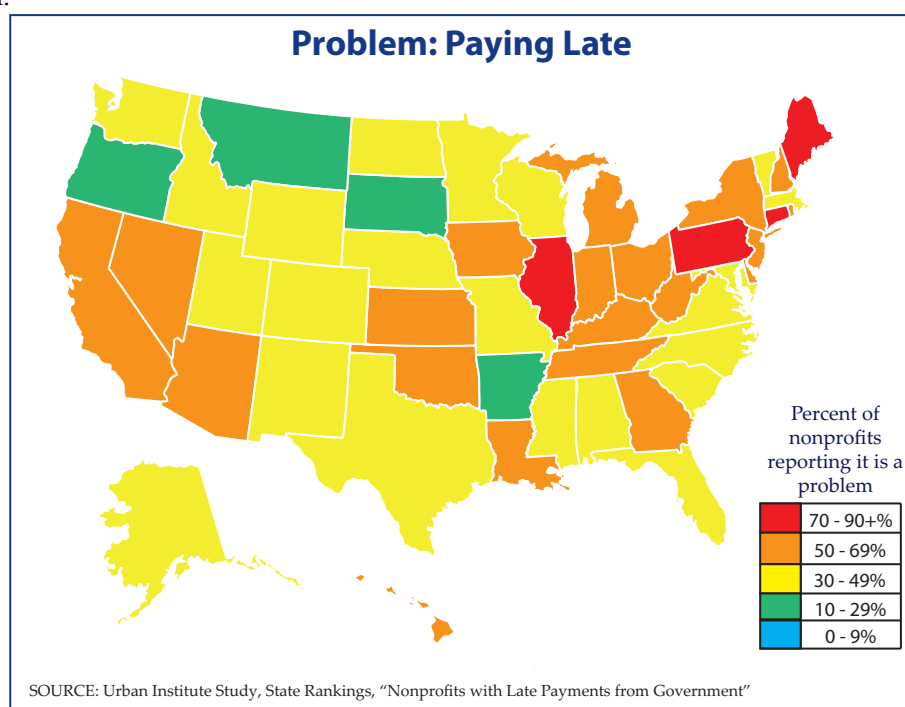 Problem: Paying Late
Percent of
nonprofits
reporting it is a
problem
70 - 90+%
50 - 69%
30 - 49%
10 - 29%
0 - 9%
SOURCE: Urban Institute Study, State Rankings, “Nonprofits with Late Payments from Government”